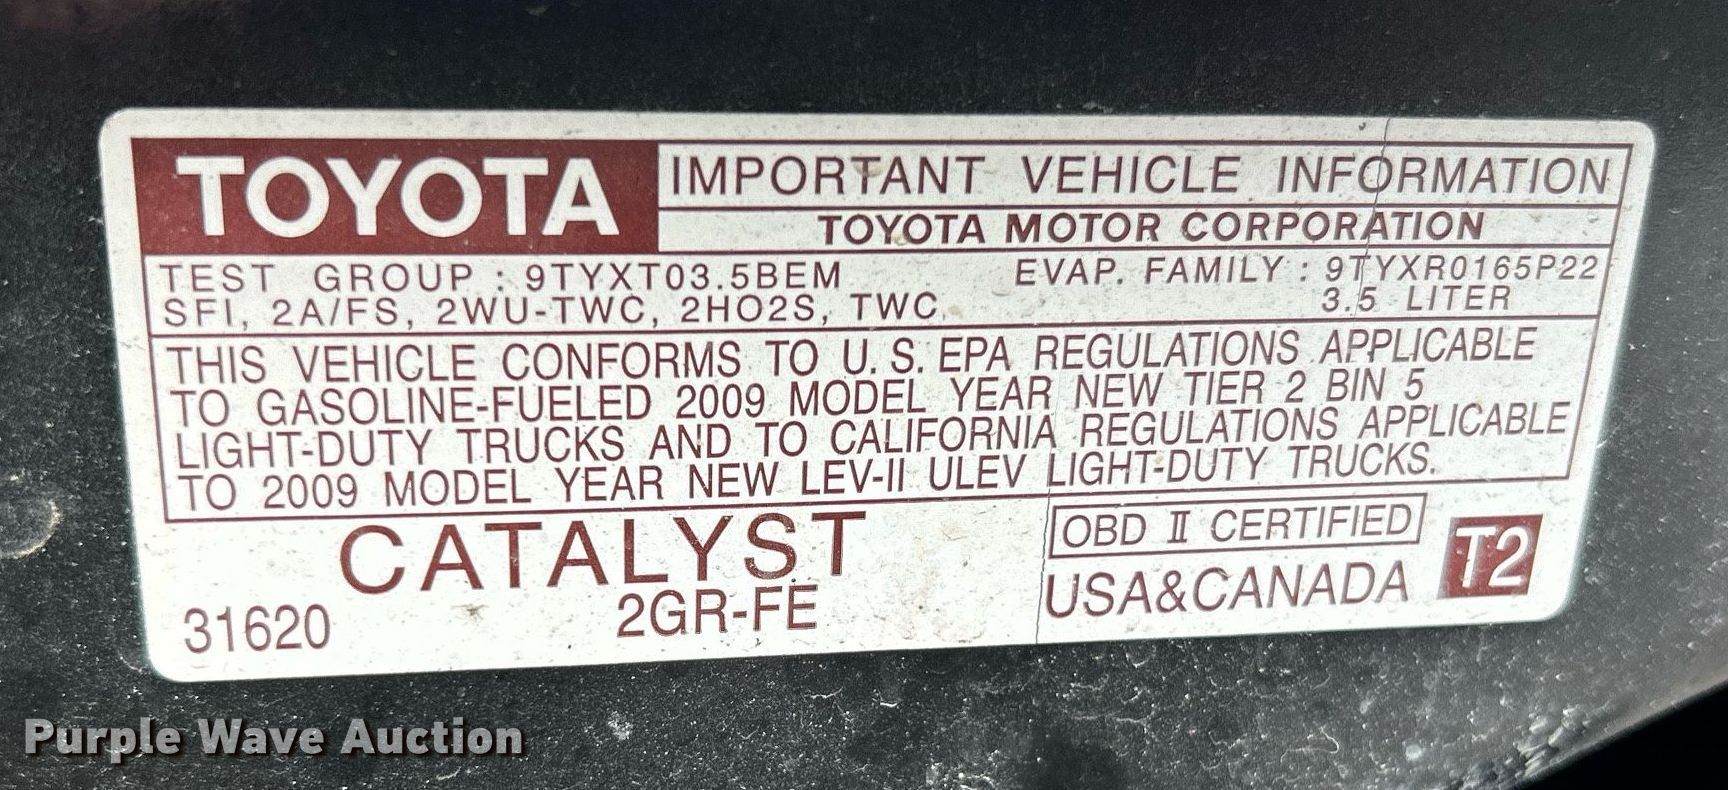 TOYOTA IMPORTANT VEHICLE INFORMATION
TOYOTA MOTOR CORPORATION
TEST GROUP : 9TYXT03.5BEM EVAP. FAMILY : 9TYXR0165P22
SFI, 2A/FS, 2WU-TWC, 2HO2S, TWC 3.5 LITER
THIS VEHICLE CONFORMS TO U.S. EPA REGULATIONS APPLICABLE
TO GASOLINE-FUELED 2009 MODEL YEAR NEW TIER 2 BIN 5
LIGHT-DUTY TRUCKS AND TO CALIFORNIA REGULATIONS APPLICABLE
TO 2009 MODEL YEAR NEW LEV-II ULEV LIGHT-DUTY TRUCKS.
CATALYST OBD II CERTIFIED T2
31620 2GR-FE USA&CANADA
Purple Wave Auction